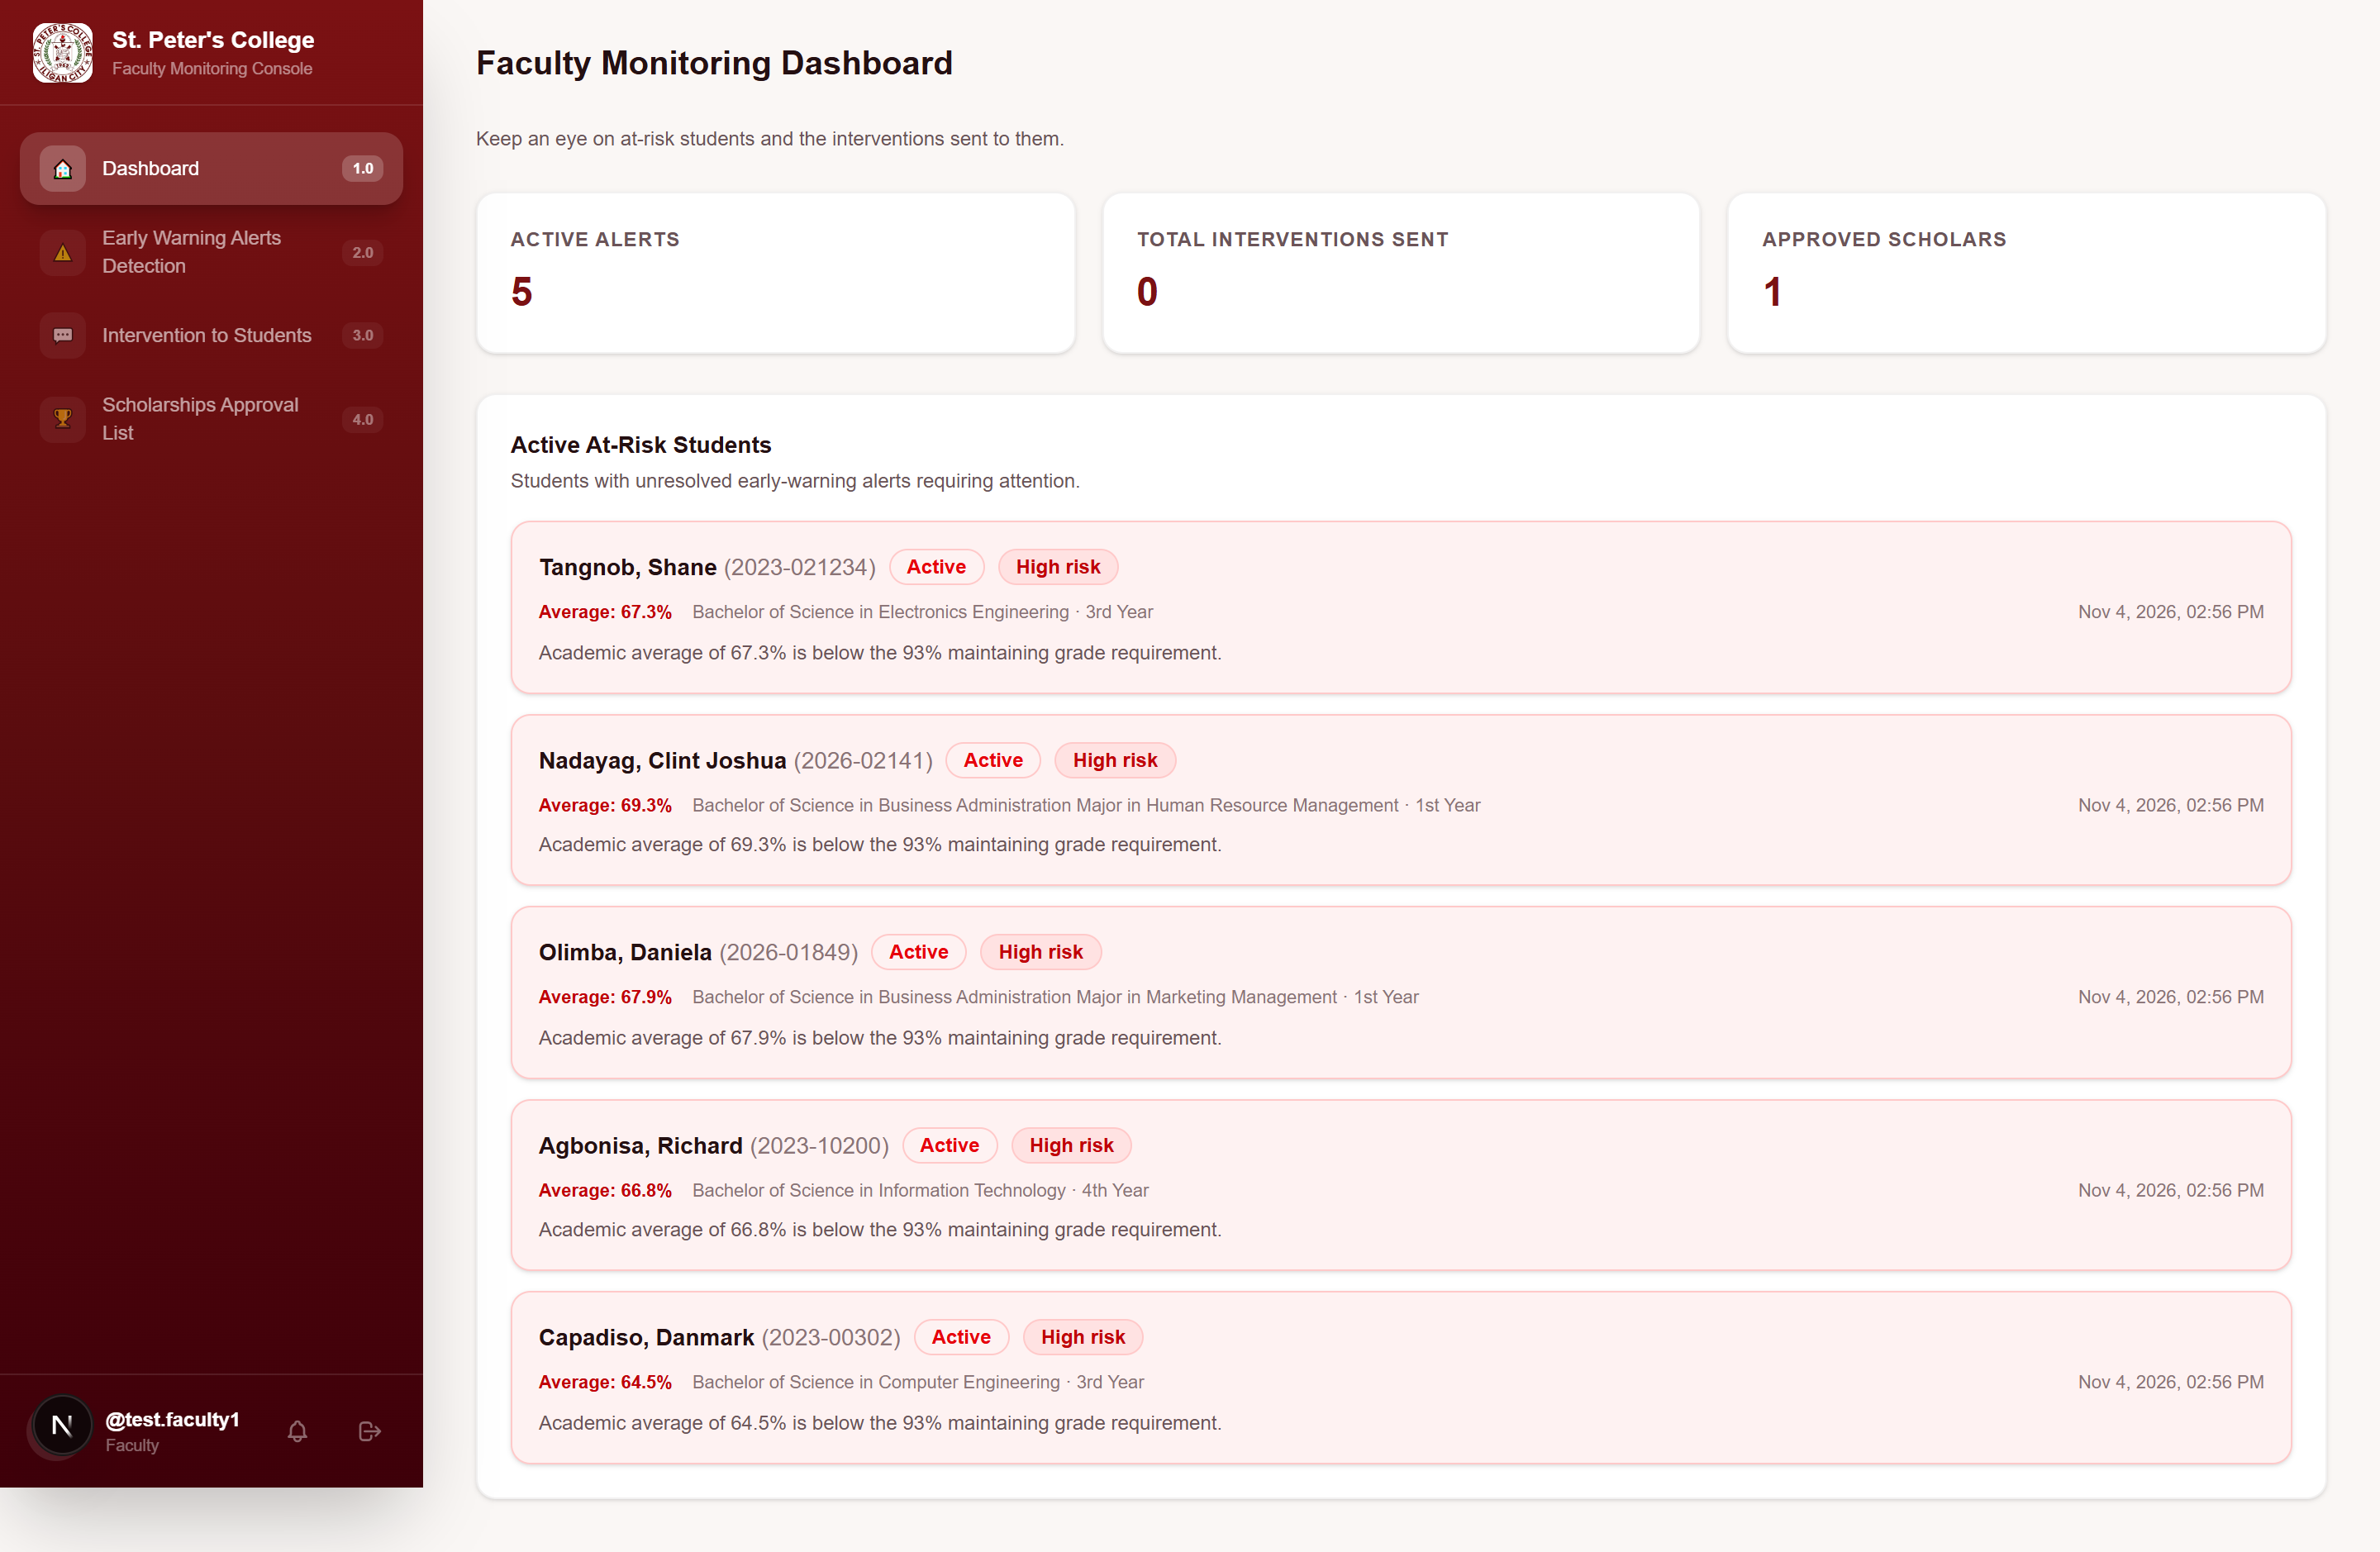 ST. PETER'S COLLEGE
ILIGAN CITY
St. Peter's College
Faculty Monitoring Console
Dashboard
1.0
Early Warning Alerts
Detection
2.0
Intervention to Students
3.0
Scholarships Approval
List
4.0
N
@test.faculty1
Faculty
Faculty Monitoring Dashboard
Keep an eye on at-risk students and the interventions sent to them.
ACTIVE ALERTS
5
TOTAL INTERVENTIONS SENT
0
APPROVED SCHOLARS
1
Active At-Risk Students
Students with unresolved early-warning alerts requiring attention.
Tangnob, Shane (2023-021234) Active High risk
Average: 67.3% Bachelor of Science in Electronics Engineering · 3rd Year Nov 4, 2026, 02:56 PM
Academic average of 67.3% is below the 93% maintaining grade requirement.
Nadayag, Clint Joshua (2026-02141) Active High risk
Average: 69.3% Bachelor of Science in Business Administration Major in Human Resource Management · 1st Year Nov 4, 2026, 02:56 PM
Academic average of 69.3% is below the 93% maintaining grade requirement.
Olimba, Daniela (2026-01849) Active High risk
Average: 67.9% Bachelor of Science in Business Administration Major in Marketing Management · 1st Year Nov 4, 2026, 02:56 PM
Academic average of 67.9% is below the 93% maintaining grade requirement.
Agbonisa, Richard (2023-10200) Active High risk
Average: 66.8% Bachelor of Science in Information Technology · 4th Year Nov 4, 2026, 02:56 PM
Academic average of 66.8% is below the 93% maintaining grade requirement.
Capadiso, Danmark (2023-00302) Active High risk
Average: 64.5% Bachelor of Science in Computer Engineering · 3rd Year Nov 4, 2026, 02:56 PM
Academic average of 64.5% is below the 93% maintaining grade requirement.